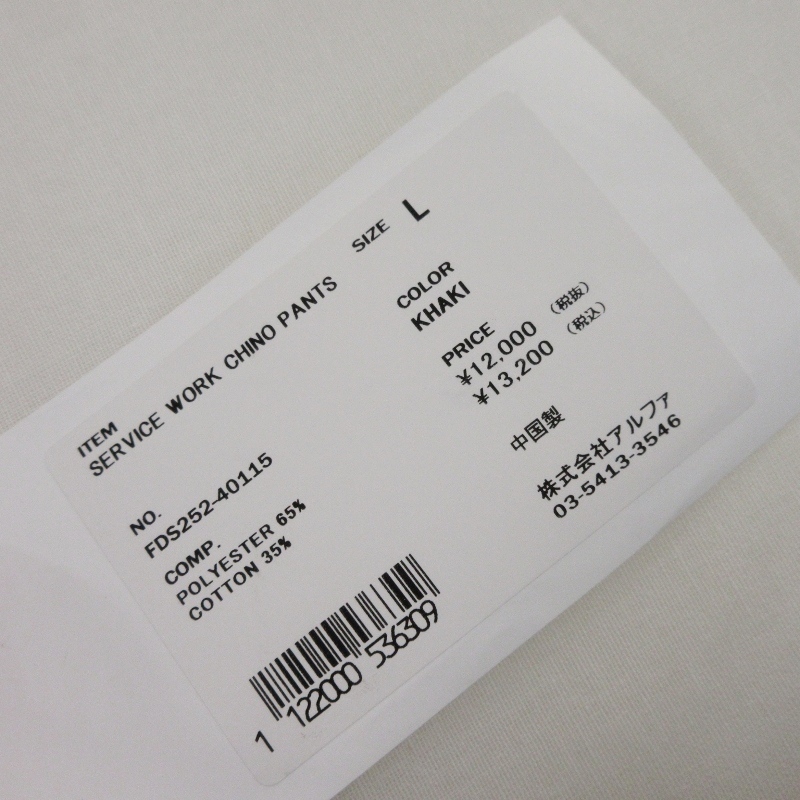 ITEM
SERVICE WORK CHINO PANTS
SIZE L
NO.
FDS252-40115
COMP.
POLYESTER 65%
COTTON 35%
COLOR
KHAKI
PRICE
¥12,000 (税抜)
¥13,200 (税込)
中国製
株式会社アルファ
03-5413-3546
1 122000 536309